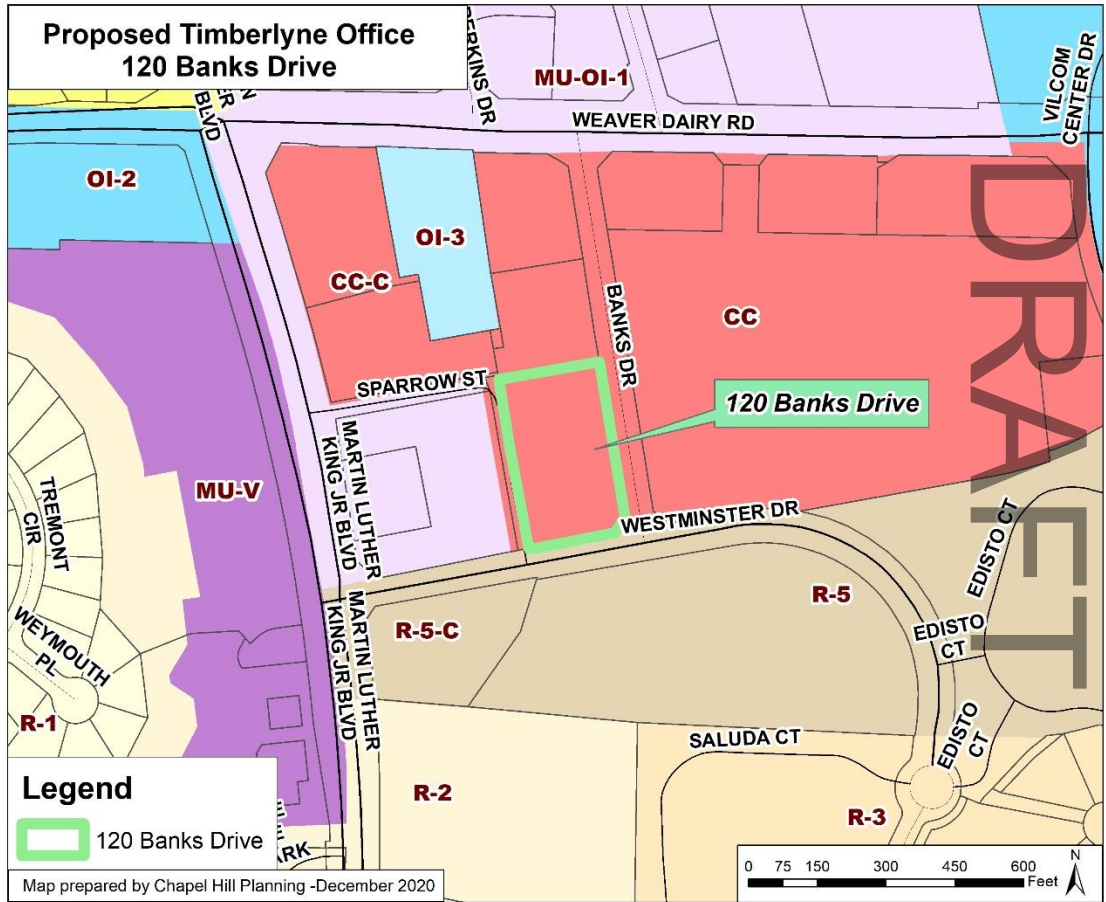 Proposed Timberlyne Office
120 Banks Drive
PERKINS DR
MU-OI-1
VILCOM
CENTER DR
BLVD
WEAVER DAIRY RD
OI-2
OI-3
CC-C
BANKS DR
CC
DRAFT
SPARROW ST
120 Banks Drive
MARTIN LUTHER
KING JR BLVD
MU-V
TREMONT
CIR
WESTMINSTER DR
EDISTO CT
WEYMOUTH
PL
R-5-C
R-5
EDISTO
CT
MARTIN LUTHER
KING JR BLVD
R-1
SALUDA CT
EDISTO
CT
R-2
R-3
Legend
120 Banks Drive
0 75 150 300 450 600
Feet
N
Map prepared by Chapel Hill Planning -December 2020